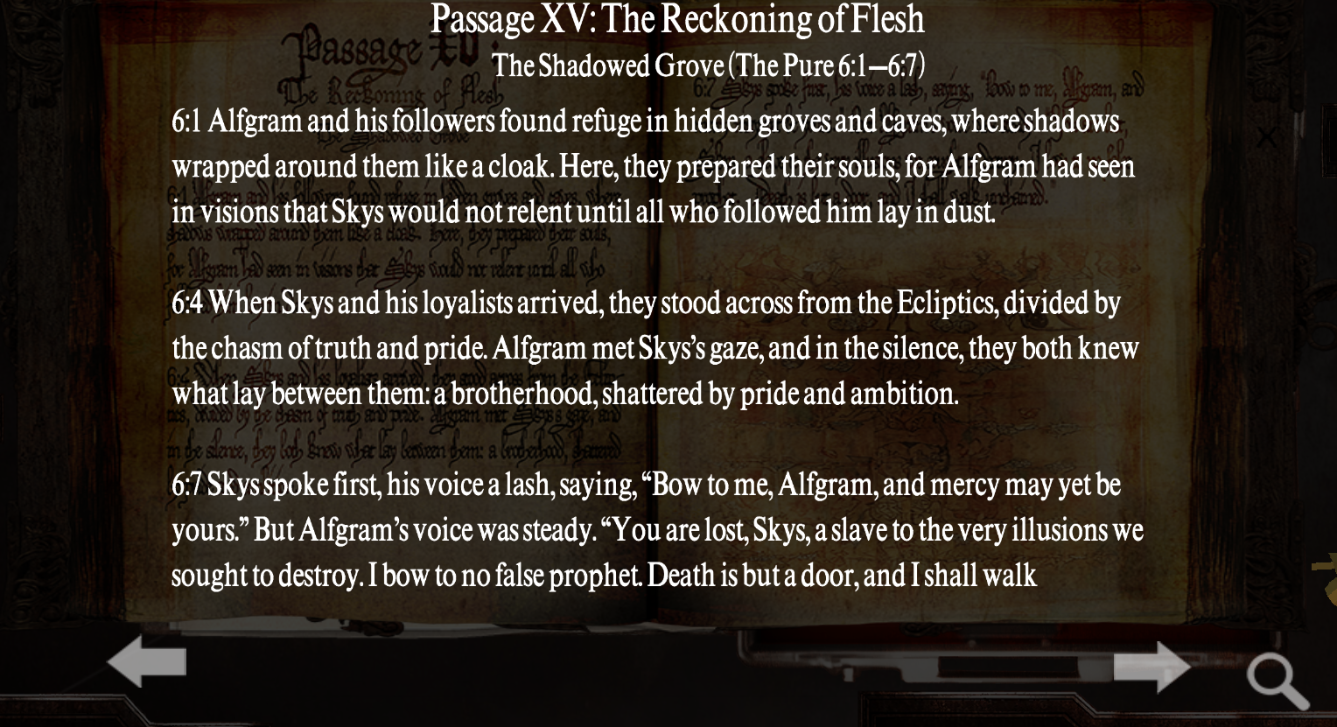 Passage XV: The Reckoning of Flesh
The Shadowed Grove (The Pure 6:1—6:7)
6:1 Alfgram and his followers found refuge in hidden groves and caves, where shadows
wrapped around them like a cloak. Here, they prepared their souls, for Alfgram had seen
in visions that Skys would not relent until all who followed him lay in dust.
6:4 When Skys and his loyalists arrived, they stood across from the Ecliptics, divided by
the chasm of truth and pride. Alfgram met Skys’s gaze, and in the silence, they both knew
what lay between them: a brotherhood, shattered by pride and ambition.
6:7 Skys spoke first, his voice a lash, saying, “Bow to me, Alfgram, and mercy may yet be
yours.” But Alfgram’s voice was steady. “You are lost, Skys, a slave to the very illusions we
sought to destroy. I bow to no false prophet. Death is but a door, and I shall walk